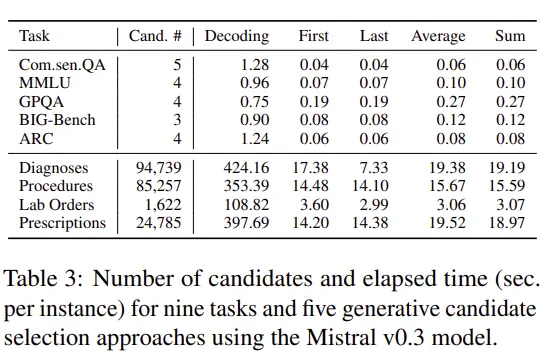 Task Cand. # Decoding First Last Average Sum
Com.sen.QA 5 1.28 0.04 0.04 0.06 0.06
MMLU 4 0.96 0.07 0.07 0.10 0.10
GPQA 4 0.75 0.19 0.19 0.27 0.27
BIG-Bench 3 0.90 0.08 0.08 0.12 0.12
ARC 4 1.24 0.06 0.06 0.08 0.08
Diagnoses 94,739 424.16 17.38 7.33 19.38 19.19
Procedures 85,257 353.39 14.48 14.10 15.67 15.59
Lab Orders 1,622 108.82 3.60 2.99 3.06 3.07
Prescriptions 24,785 397.69 14.20 14.38 19.52 18.97
Table 3: Number of candidates and elapsed time (sec.
per instance) for nine tasks and five generative candidate
selection approaches using the Mistral v0.3 model.